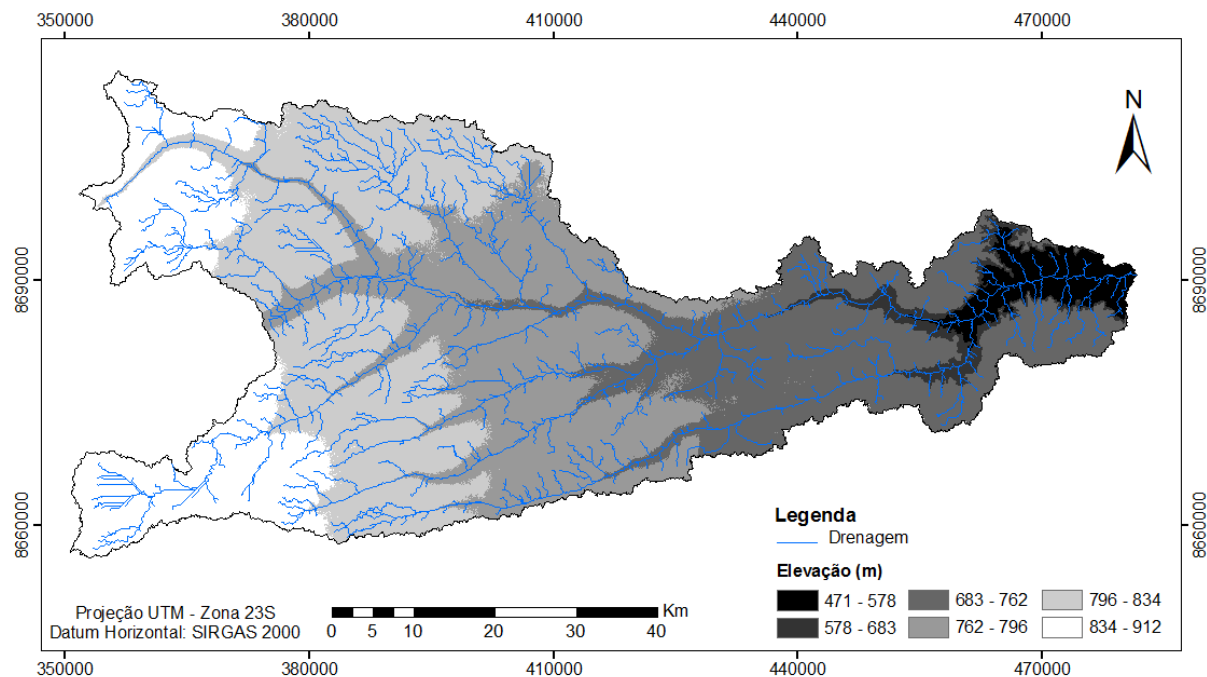 350000 380000 410000 440000 470000
N
8690000 8690000
8660000 8660000
Legenda
Drenagem
Elevação (m)
471 - 578 683 - 762 796 - 834
578 - 683 762 - 796 834 - 912
Projeção UTM - Zona 23S
Datum Horizontal: SIRGAS 2000
Km
0 5 10 20 30 40
350000 380000 410000 440000 470000